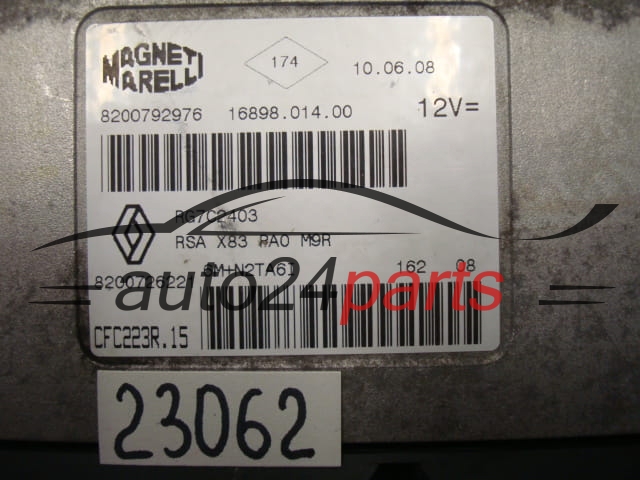 MAGNETI
MARELLI
174
10.06.08
8200792976 16898.014.00 12V=
RG7C2403
RSA X83 PA0 M9R
8200726221
162 08
auto24parts
CFC223R.15
23062